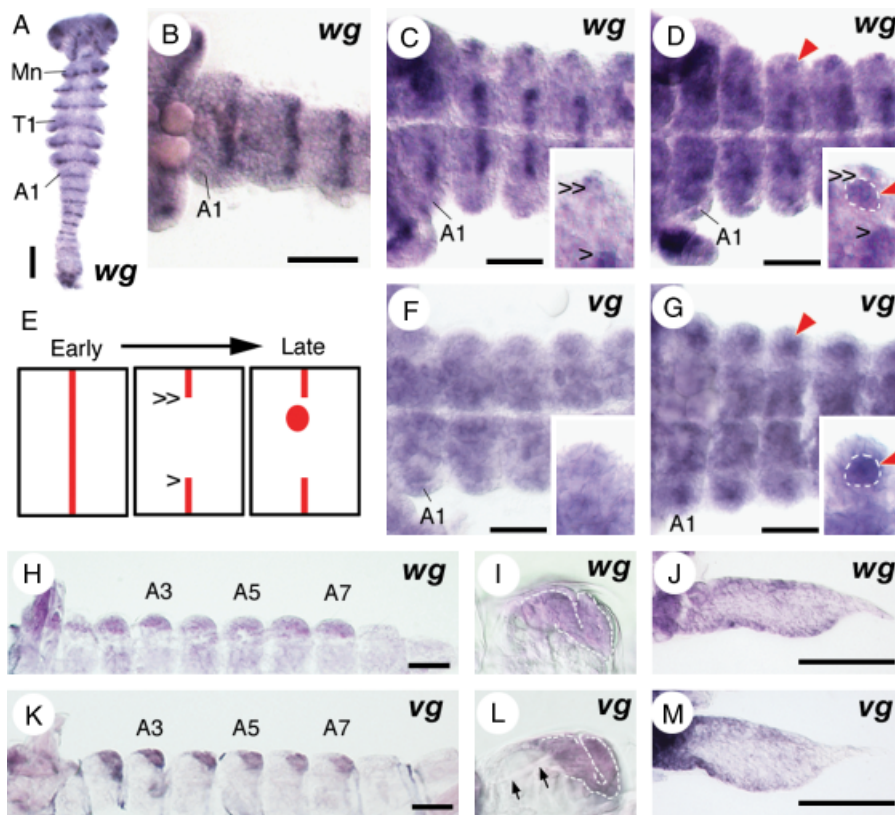 A
Mn
T1
A1
wg
B
wg
A1
C
wg
>>
>
A1
D
wg
>>
>
A1
E
Early
Late
>>
>
F
vg
A1
G
vg
A1
H
wg
A3
A5
A7
I
wg
J
wg
K
vg
A3
A5
A7
L
vg
M
vg